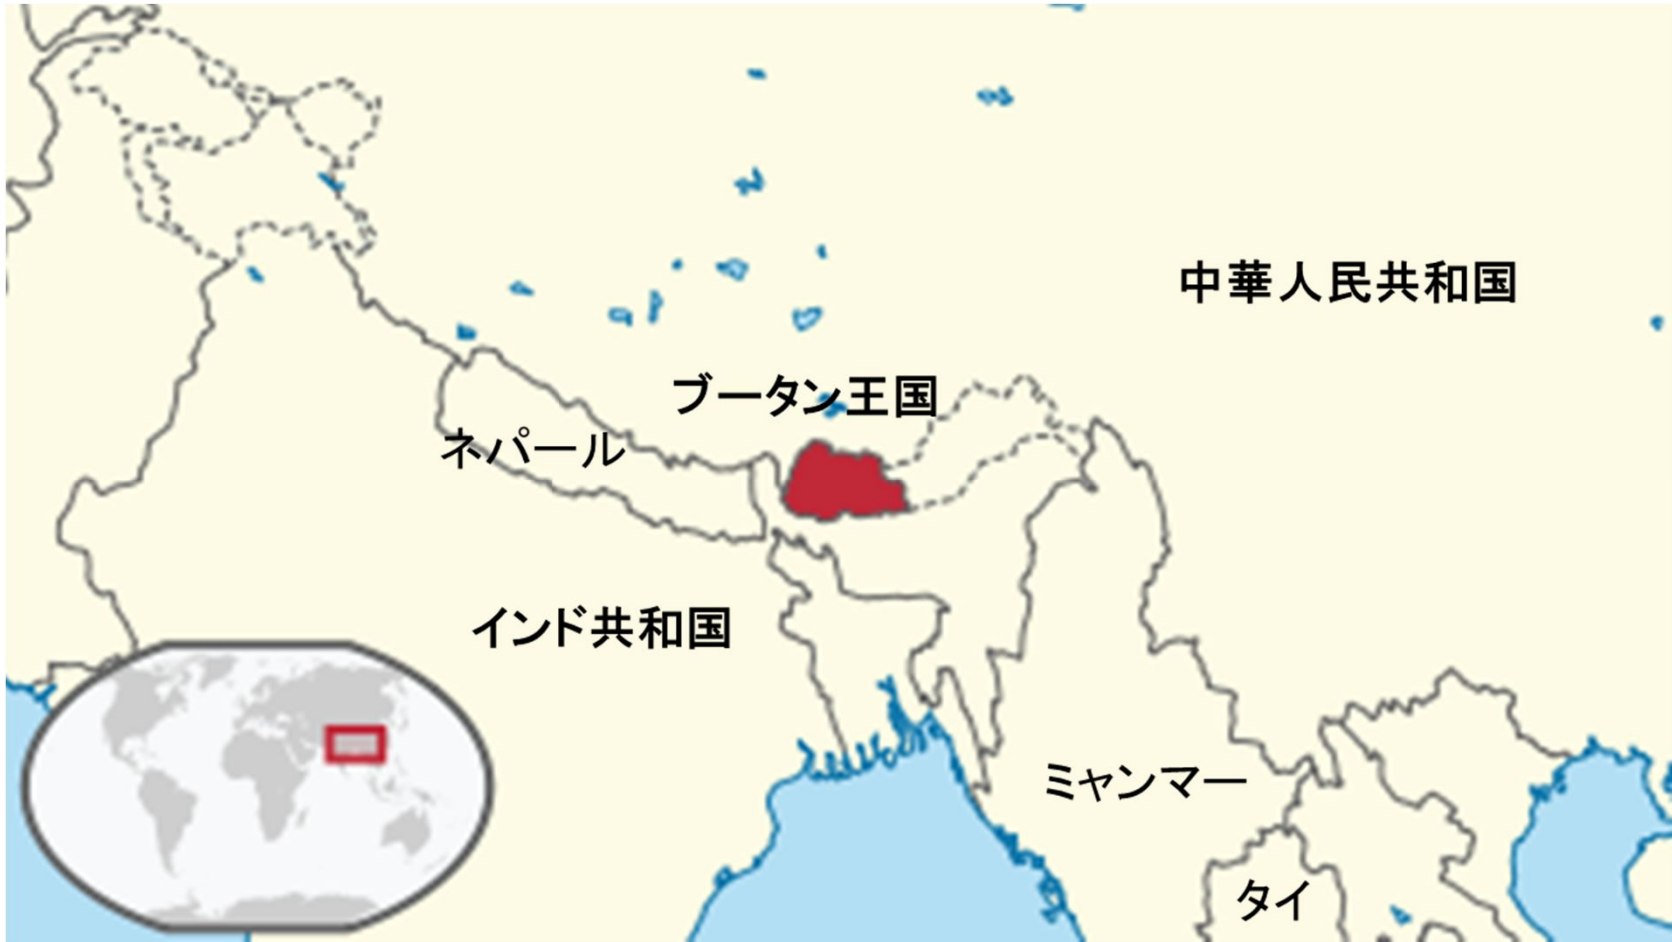 中華人民共和国
ブータン王国
ネパール
インド共和国
ミャンマー
タイ